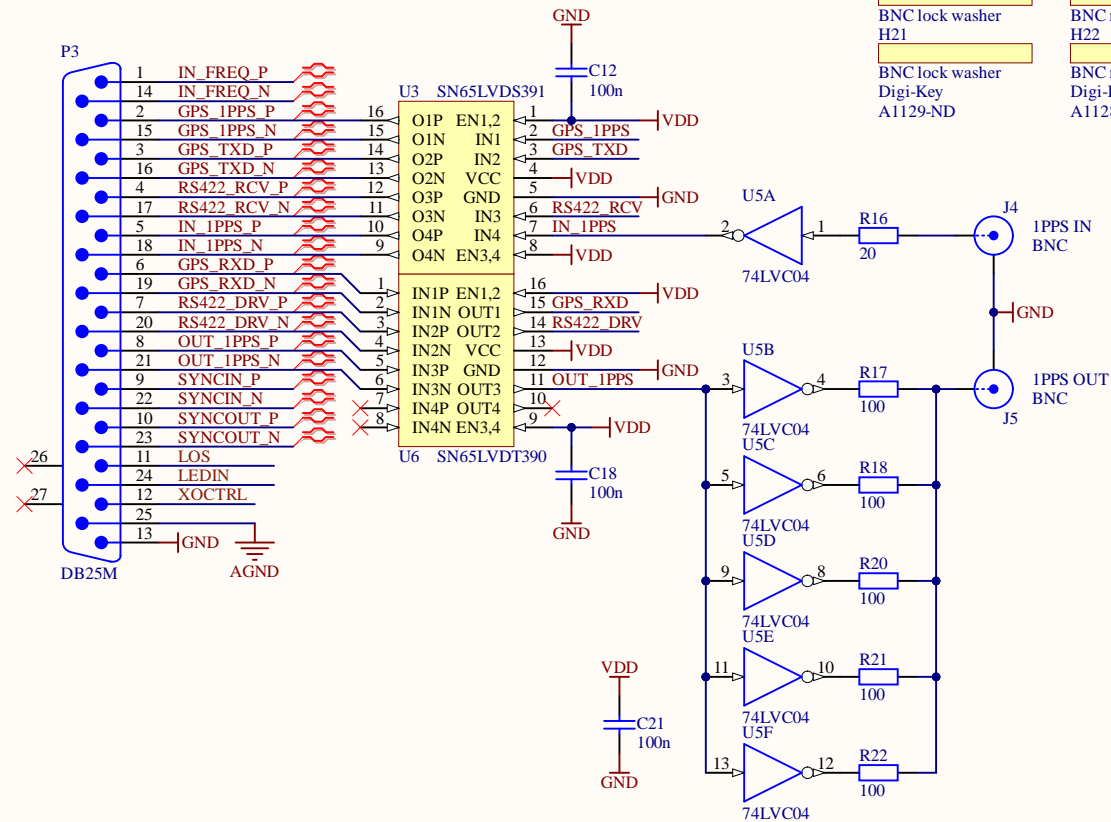 BNC lock washer
H21
BNC lock washer
Digi-Key
A1129-ND
BNC
H22
BNC
Digi-
A112
P3
1 IN_FREQ_P
14 IN_FREQ_N
2 GPS_1PPS_P
15 GPS_1PPS_N
3 GPS_TXD_P
16 GPS_TXD_N
4 RS422_RCV_P
17 RS422_RCV_N
5 IN_1PPS_P
18 IN_1PPS_N
6 GPS_RXD_P
19 GPS_RXD_N
7 RS422_DRV_P
20 RS422_DRV_N
8 OUT_1PPS_P
21 OUT_1PPS_N
9 SYNCIN_P
22 SYNCIN_N
10 SYNCOUT_P
23 SYNCOUT_N
26
11 LOS
24 LEDIN
27
12 XOCTRL
25
13 GND
AGND
DB25M
GND
C12
100n
U3 SN65LVDS391
16 O1P EN1,2 1 VDD
15 O1N IN1 2 GPS_1PPS
14 O2P IN2 3 GPS_TXD
13 O2N VCC 4 VDD
12 O3P GND 5 GND
11 O3N IN3 6 RS422_RCV
10 O4P IN4 7 IN_1PPS
9 O4N EN3,4 8 VDD
1 IN1P EN1,2 16 VDD
2 IN1N OUT1 15 GPS_RXD
3 IN2P OUT2 14 RS422_DRV
4 IN2N VCC 13 VDD
5 IN3P GND 12 GND
6 IN3N OUT3 11 OUT_1PPS
7 IN4P OUT4 10
8 IN4N EN3,4 9 VDD
U6 SN65LVDT390
C18
100n
GND
U5A
2 1
74LVC04
R16
20
J4
1PPS IN
BNC
GND
U5B
3 4
74LVC04
R17
100
1PPS OUT
BNC
J5
U5C
5 6
74LVC04
R18
100
U5D
9 8
74LVC04
R20
100
U5E
11 10
74LVC04
R21
100
U5F
13 12
74LVC04
R22
100
VDD
C21
100n
GND